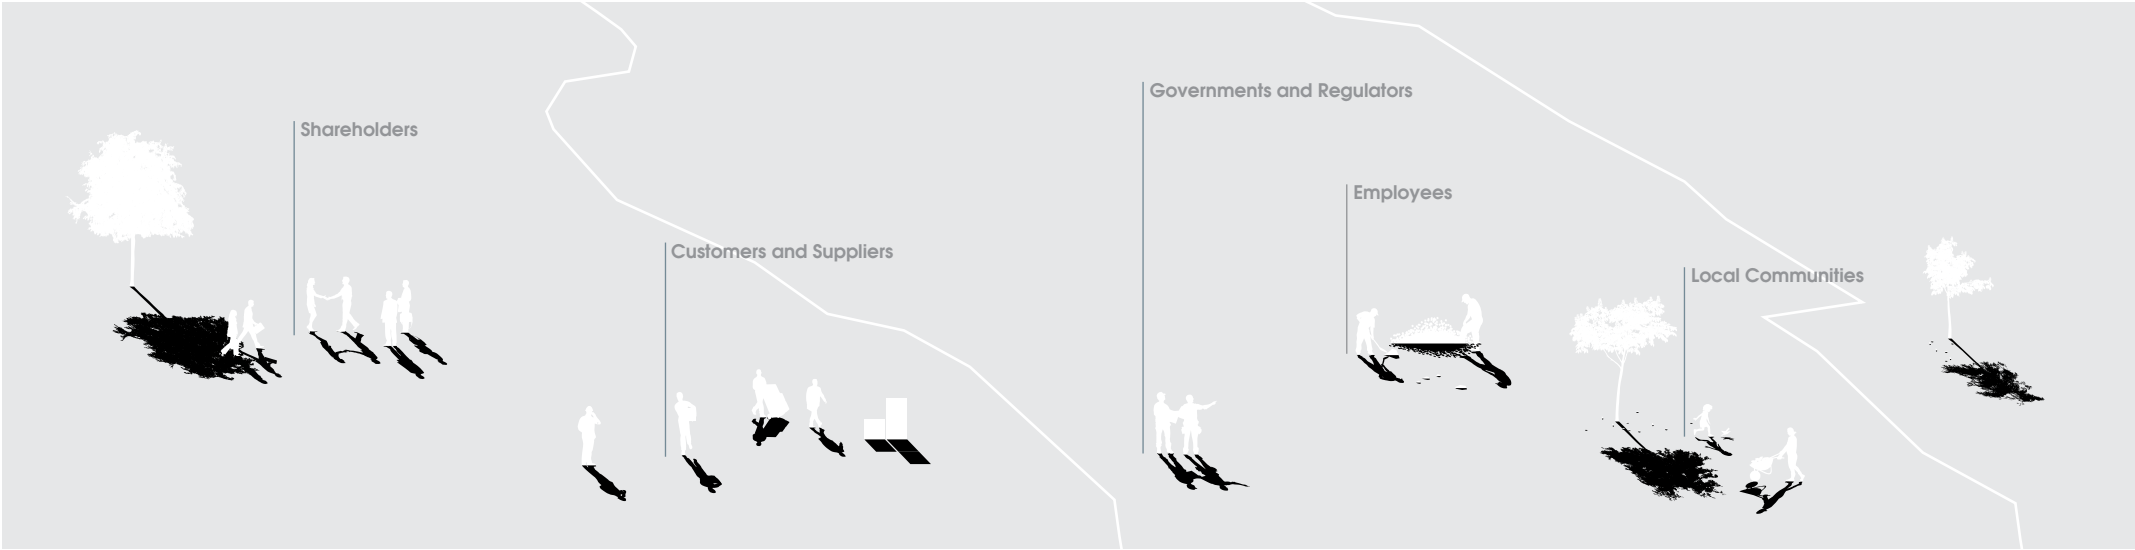 Shareholders
Customers and Suppliers
Governments and Regulators
Employees
Local Communities